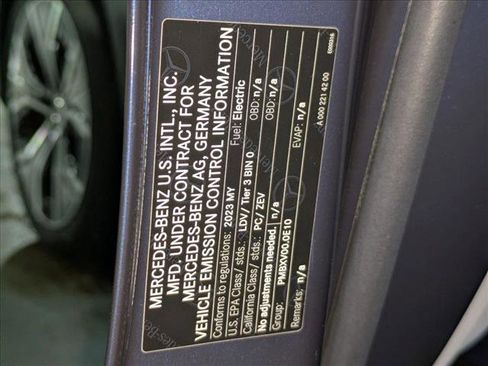 MERCEDES-BENZ U.S. INTL., INC.
MFD. UNDER CONTRACT FOR
MERCEDES-BENZ AG, GERMANY
VEHICLE EMISSION CONTROL INFORMATION
Conforms to regulations: 2023 MY Fuel: Electric
U.S. EPA Class / stds.: LDV/ Tier 3 BIN 0 OBD: n/a
California Class / stds.: PC/ ZEV OBD: n/a
No adjustments needed. n/a
Group: PMBXV00.0E10 EVAP: n/a
Remarks: n/a
A 000 221 42 00